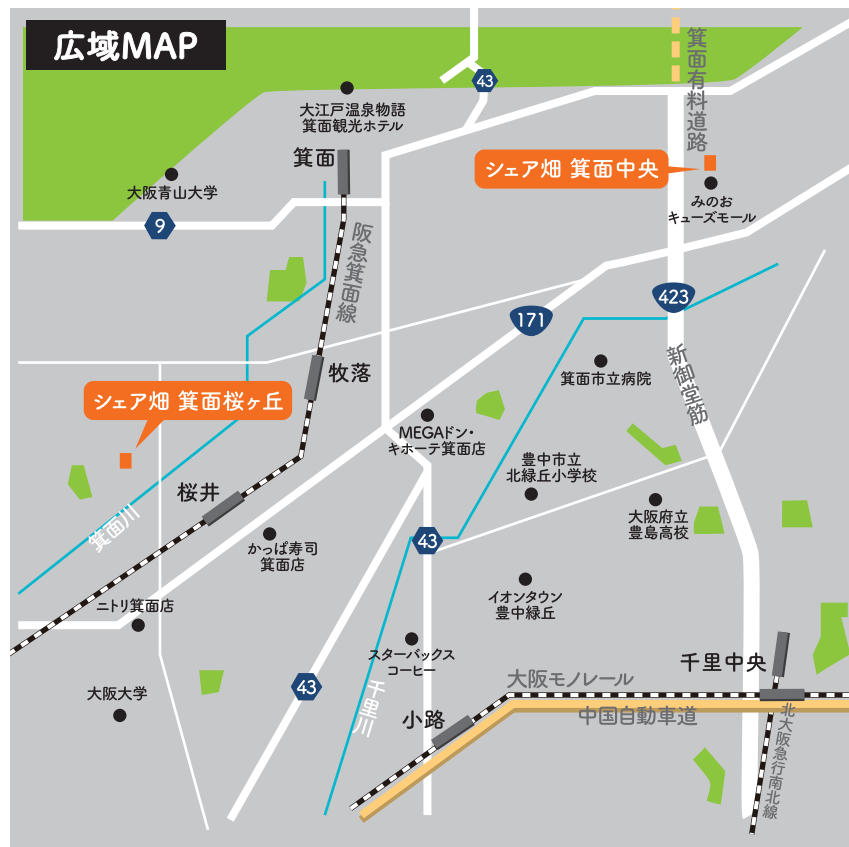 広域MAP
箕面有料道路
43
大江戸温泉物語
箕面観光ホテル
箕面
シェア畑 箕面中央
大阪青山大学
みのお
キューズモール
9
阪急箕面線
423
171
新御堂筋
牧落
箕面市立病院
シェア畑 箕面桜ヶ丘
MEGAドン・
キホーテ箕面店
豊中市立
北緑丘小学校
桜井
大阪府立
豊島高校
箕面川
43
かっぱ寿司
箕面店
イオンタウン
豊中緑丘
ニトリ箕面店
スターバックス
コーヒー
千里中央
大阪モノレール
43
大阪大学
千里川
小路
中国自動車道
北大阪急行南北線